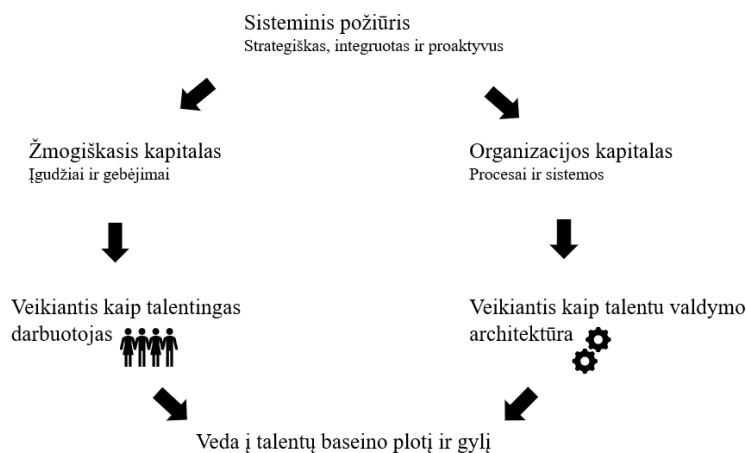 Sisteminis požiūris
Strategiškas, integruotas ir proaktyvus
Žmogiškasis kapitalas
Įgudžiai ir gebėjimai
Organizacijos kapitalas
Procesai ir sistemos
Veikiantis kaip talentingas
darbuotojas
Veikiantis kaip talentu valdymo
architektūra
Veda į talentų baseino plotį ir gylį